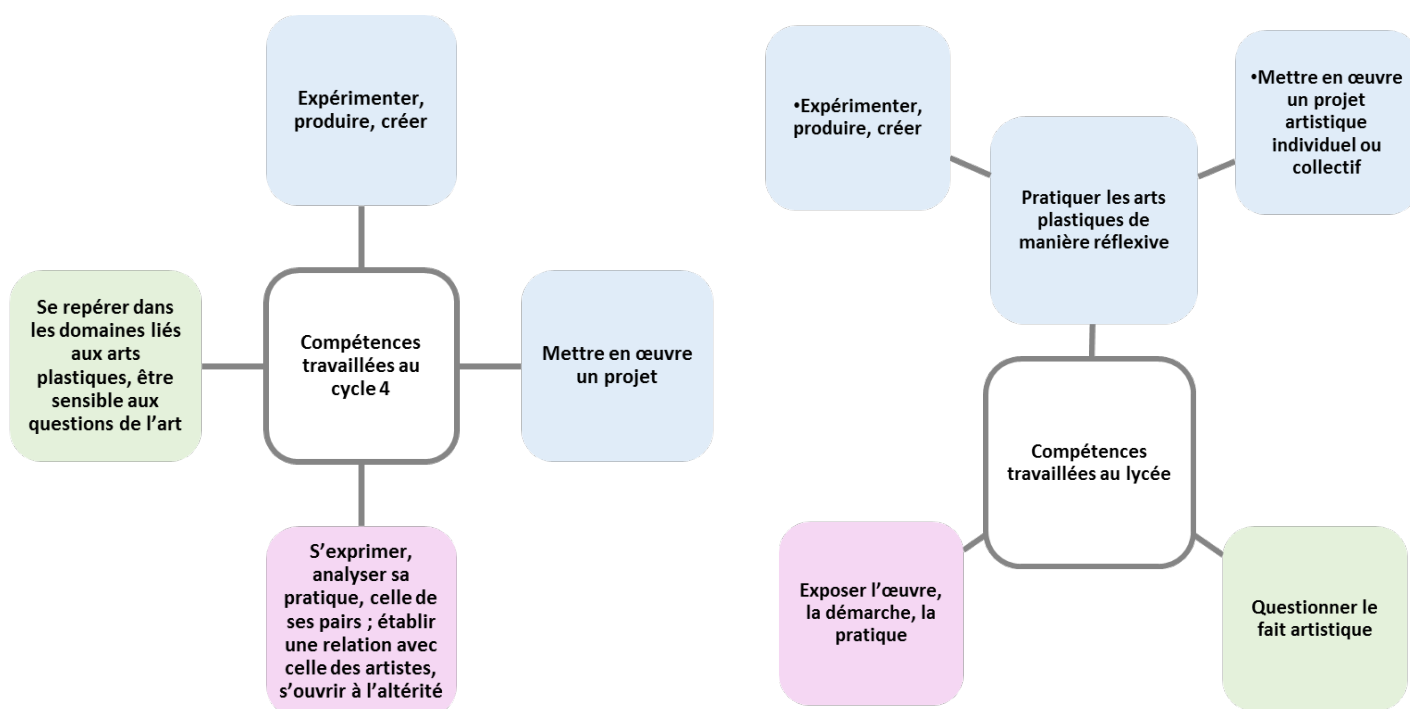 Expérimenter,
produire, créer
Se repérer dans
les domaines liés
aux arts
plastiques, être
sensible aux
questions de l’art
Compétences
travaillées au
cycle 4
Mettre en œuvre
un projet
S’exprimer,
analyser sa
pratique, celle de
ses pairs ; établir
une relation avec
celle des artistes,
s’ouvrir à l’altérité
•Expérimenter,
produire, créer
Pratiquer les arts
plastiques de
manière réflexive
•Mettre en œuvre
un projet
artistique
individuel ou
collectif
Compétences
travaillées au lycée
Exposer l’œuvre,
la démarche, la
pratique
Questionner le
fait artistique